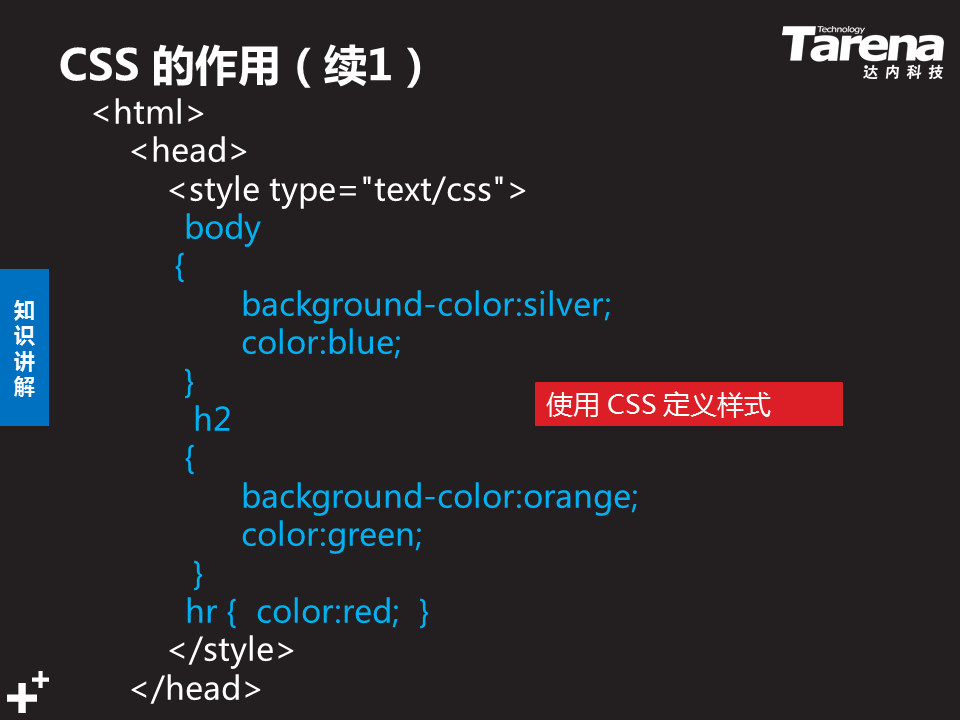 CSS 的作用（续1）
Technology
Tarena
达内科技
<html>
<head>
<style type="text/css">
body
{
background-color:silver;
color:blue;
}
h2
{
background-color:orange;
color:green;
}
hr { color:red; }
</style>
</head>
使用 CSS 定义样式
知识讲解